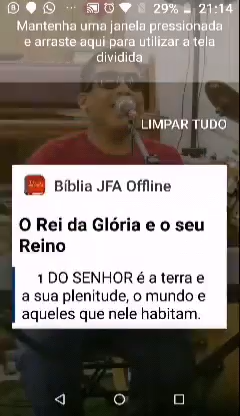 29% 21:14
Mantenha uma janela pressionada
e arraste aqui para utilizar a tela
dividida
LIMPAR TUDO
Bíblia JFA Offline
O Rei da Glória e o seu
Reino
1 DO SENHOR é a terra e
a sua plenitude, o mundo e
aqueles que nele habitam.